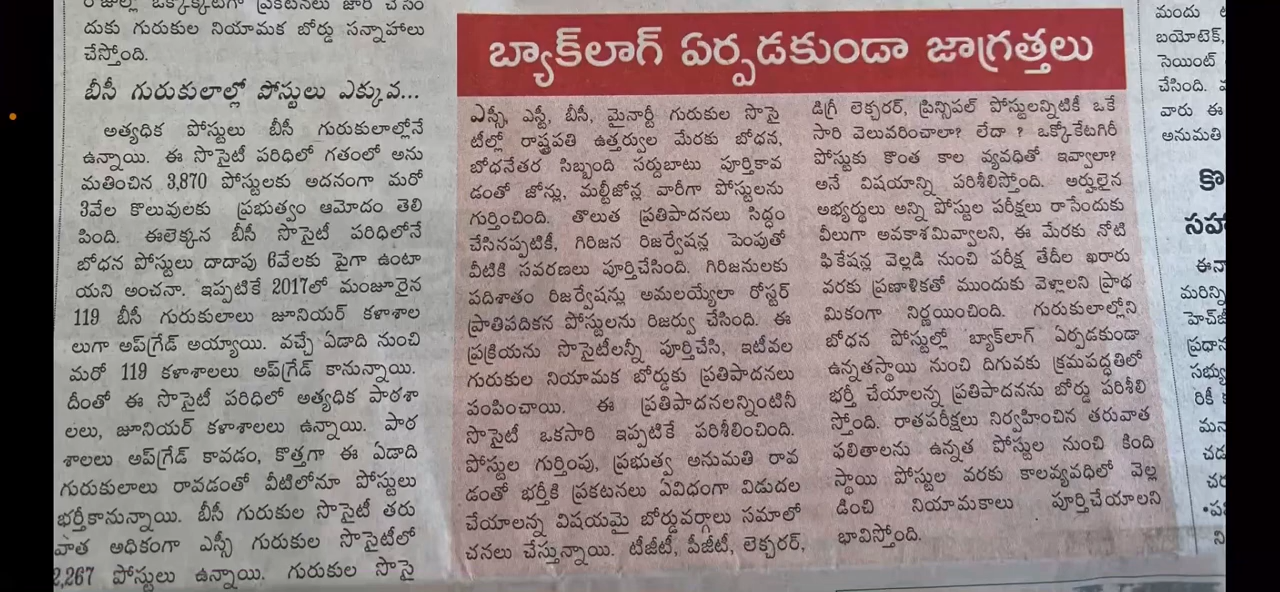 దుకు గురుకుల నియామక బోర్డు సన్నాహాలు
చేస్తోంది.
బీసీ గురుకులాల్లో పోస్టులు ఎక్కువ...
అత్యధిక పోస్టులు బీసీ గురుకులాల్లోనే
ఉన్నాయి. ఈ సొసైటీ పరిధిలో గతంలో అను
మతించిన 3,870 పోస్టులకు అదనంగా మరో
3వేల కొలువులకు ప్రభుత్వం ఆమోదం తెలి
పింది. ఈలెక్కన బీసీ సొసైటీ పరిధిలోనే
బోధన పోస్టులు దాదాపు 6వేలకు పైగా ఉంటా
యని అంచనా. ఇప్పటికే 2017లో మంజూరైన
119 బీసీ గురుకులాలు జూనియర్ కళాశాల
లుగా అప్‌గ్రేడ్ అయ్యాయి. వచ్చే ఏడాది నుంచి
మరో 119 కళాశాలలు అప్‌గ్రేడ్ కానున్నాయి.
దీంతో ఈ సొసైటీ పరిధిలో అత్యధిక పాఠశా
లలు, జూనియర్ కళాశాలలు ఉన్నాయి. పాఠ
శాలలు అప్‌గ్రేడ్ కావడం, కొత్తగా ఈ ఏడాది
గురుకులాలు రావడంతో వీటిలోనూ పోస్టులు
భర్తీకానున్నాయి. బీసీ గురుకుల సొసైటీ తరు
వాత అధికంగా ఎస్సీ గురుకుల సొసైటీలో
2,267 పోస్టులు ఉన్నాయి. గురుకుల సొసై
బ్యాక్‌లాగ్ ఏర్పడకుండా జాగ్రత్తలు
ఎస్సీ, ఎస్టీ, బీసీ, మైనార్టీ గురుకుల సొసై
టీల్లో రాష్ట్రపతి ఉత్తర్వుల మేరకు బోధన,
బోధనేతర సిబ్బంది సర్దుబాటు పూర్తికావ
డంతో జోన్లు, మల్టీజోన్ల వారీగా పోస్టులను
గుర్తించింది. తొలుత ప్రతిపాదనలు సిద్ధం
చేసినప్పటికీ, గిరిజన రిజర్వేషన్ల పెంపుతో
వీటికి సవరణలు పూర్తిచేసింది. గిరిజనులకు
పదిశాతం రిజర్వేషన్లు అమలయ్యేలా రోస్టర్
ప్రాతిపదికన పోస్టులను రిజర్వు చేసింది. ఈ
ప్రక్రియను సొసైటీలన్నీ పూర్తిచేసి, ఇటీవల
గురుకుల నియామక బోర్డుకు ప్రతిపాదనలు
పంపించాయి. ఈ ప్రతిపాదనలన్నింటినీ
సొసైటీ ఒకసారి ఇప్పటికే పరిశీలించింది.
పోస్టుల గుర్తింపు, ప్రభుత్వ అనుమతి రావ
డంతో భర్తీకి ప్రకటనలు ఏవిధంగా విడుదల
చేయాలన్న విషయమై బోర్డువర్గాలు సమాలో
చనలు చేస్తున్నాయి. టీజీటీ, పీజీటీ, లెక్చరర్,
డిగ్రీ లెక్చరర్, ప్రిన్సిపల్ పోస్టులన్నిటికీ ఒకే
సారి వెలువరించాలా? లేదా ? ఒక్కోకేటగిరీ
పోస్టుకు కొంత కాల వ్యవధితో ఇవ్వాలా?
అనే విషయాన్ని పరిశీలిస్తోంది. అర్హులైన
అభ్యర్థులు అన్ని పోస్టుల పరీక్షలు రాసేందుకు
వీలుగా అవకాశమివ్వాలని, ఈ మేరకు నోటి
ఫికేషన్ల వెల్లడి నుంచి పరీక్ష తేదీల ఖరారు
వరకు ప్రణాళికతో ముందుకు వెళ్లాలని ప్రాథ
మికంగా నిర్ణయించింది. గురుకులాల్లోని
బోధన పోస్టుల్లో బ్యాక్‌లాగ్ ఏర్పడకుండా
ఉన్నతస్థాయి నుంచి దిగువకు క్రమపద్ధతిలో
భర్తీ చేయాలన్న ప్రతిపాదనను బోర్డు పరిశీలి
స్తోంది. రాతపరీక్షలు నిర్వహించిన తరువాత
ఫలితాలను ఉన్నత పోస్టుల నుంచి కింది
స్థాయి పోస్టుల వరకు కాలవ్యవధిలో వెల్ల
డించి నియామకాలు పూర్తిచేయాలని
భావిస్తోంది.
మందు
బయోటెక్,
సెయింట్
చేసింది.
వారు ఈ
అనుమతి
కొ
సహా
మరిన్ని